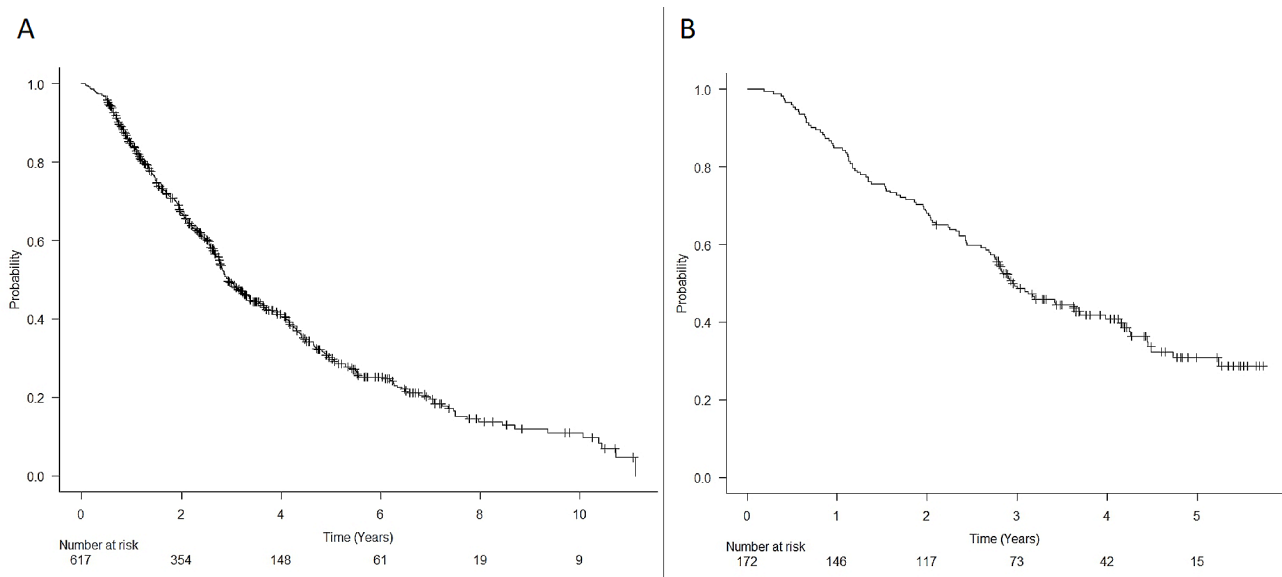 A
1.0
0.8
0.6
0.4
0.2
0.0
Probability
0 2 4 6 8 10
Time (Years)
Number at risk
617 354 148 61 19 9
B
1.0
0.8
0.6
0.4
0.2
0.0
Probability
0 1 2 3 4 5
Time (Years)
Number at risk
172 146 117 73 42 15